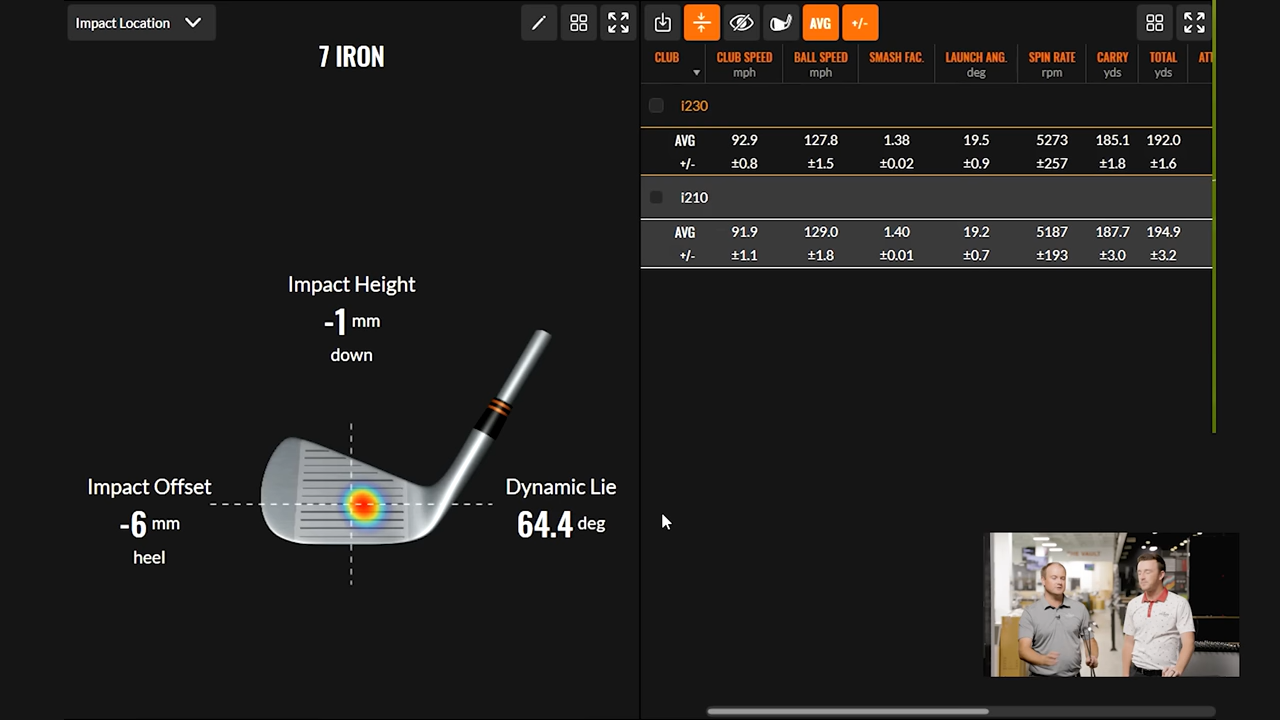 Impact Location
7 IRON
Impact Height
-1 mm
down
Impact Offset
-6 mm
heel
Dynamic Lie
64.4 deg
AVG +/-
CLUB CLUB SPEED BALL SPEED SMASH FAC. LAUNCH ANG. SPIN RATE CARRY TOTAL ATT
mph mph deg rpm yds yds
i230
AVG 92.9 127.8 1.38 19.5 5273 185.1 192.0
+/- ±0.8 ±1.5 ±0.02 ±0.9 ±257 ±1.8 ±1.6
i210
AVG 91.9 129.0 1.40 19.2 5187 187.7 194.9
+/- ±1.1 ±1.8 ±0.01 ±0.7 ±193 ±3.0 ±3.2